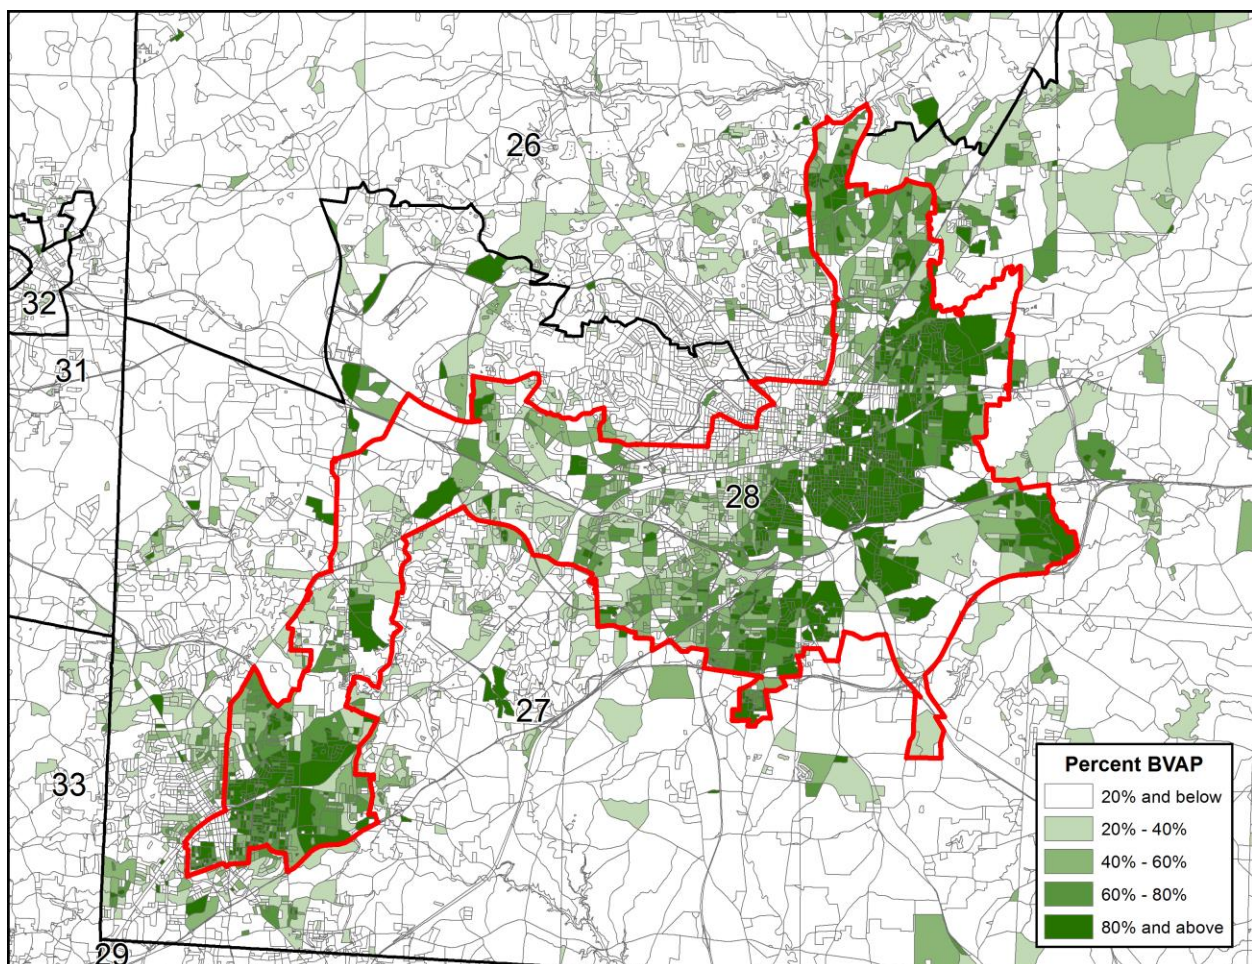 26
32
31
28
27
33
29
Percent BVAP
20% and below
20% - 40%
40% - 60%
60% - 80%
80% and above